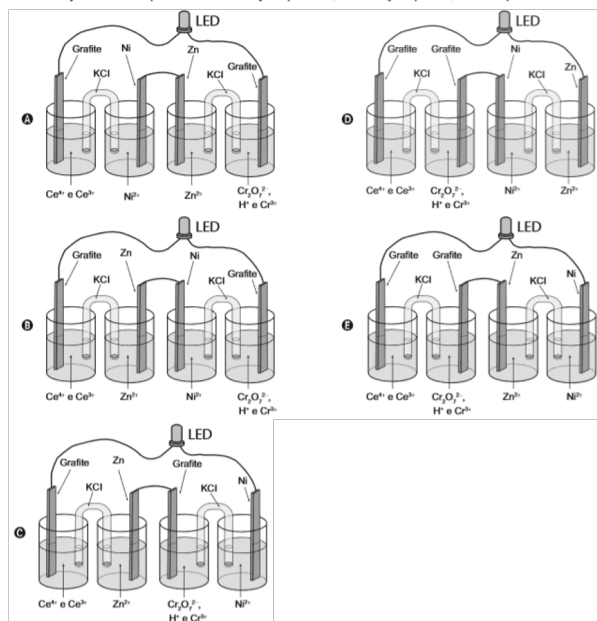 LED
Grafite Ni Zn Grafite
KCl KCl
A
Ce⁴⁺ e Ce³⁺ Ni²⁺ Zn²⁺ Cr₂O₇²⁻,
H⁺ e Cr³⁺
LED
Grafite Grafite Ni Zn
KCl KCl
D
Ce⁴⁺ e Ce³⁺ Cr₂O₇²⁻, Ni²⁺ Zn²⁺
H⁺ e Cr³⁺
LED
Grafite Zn Ni Grafite
KCl KCl
B
Ce⁴⁺ e Ce³⁺ Zn²⁺ Ni²⁺ Cr₂O₇²⁻,
H⁺ e Cr³⁺
LED
Grafite Grafite Zn Ni
KCl KCl
E
Ce⁴⁺ e Ce³⁺ Cr₂O₇²⁻, Zn²⁺ Ni²⁺
H⁺ e Cr³⁺
LED
Grafite Zn Grafite Ni
KCl KCl
C
Ce⁴⁺ e Ce³⁺ Zn²⁺ Cr₂O₇²⁻, Ni²⁺
H⁺ e Cr³⁺